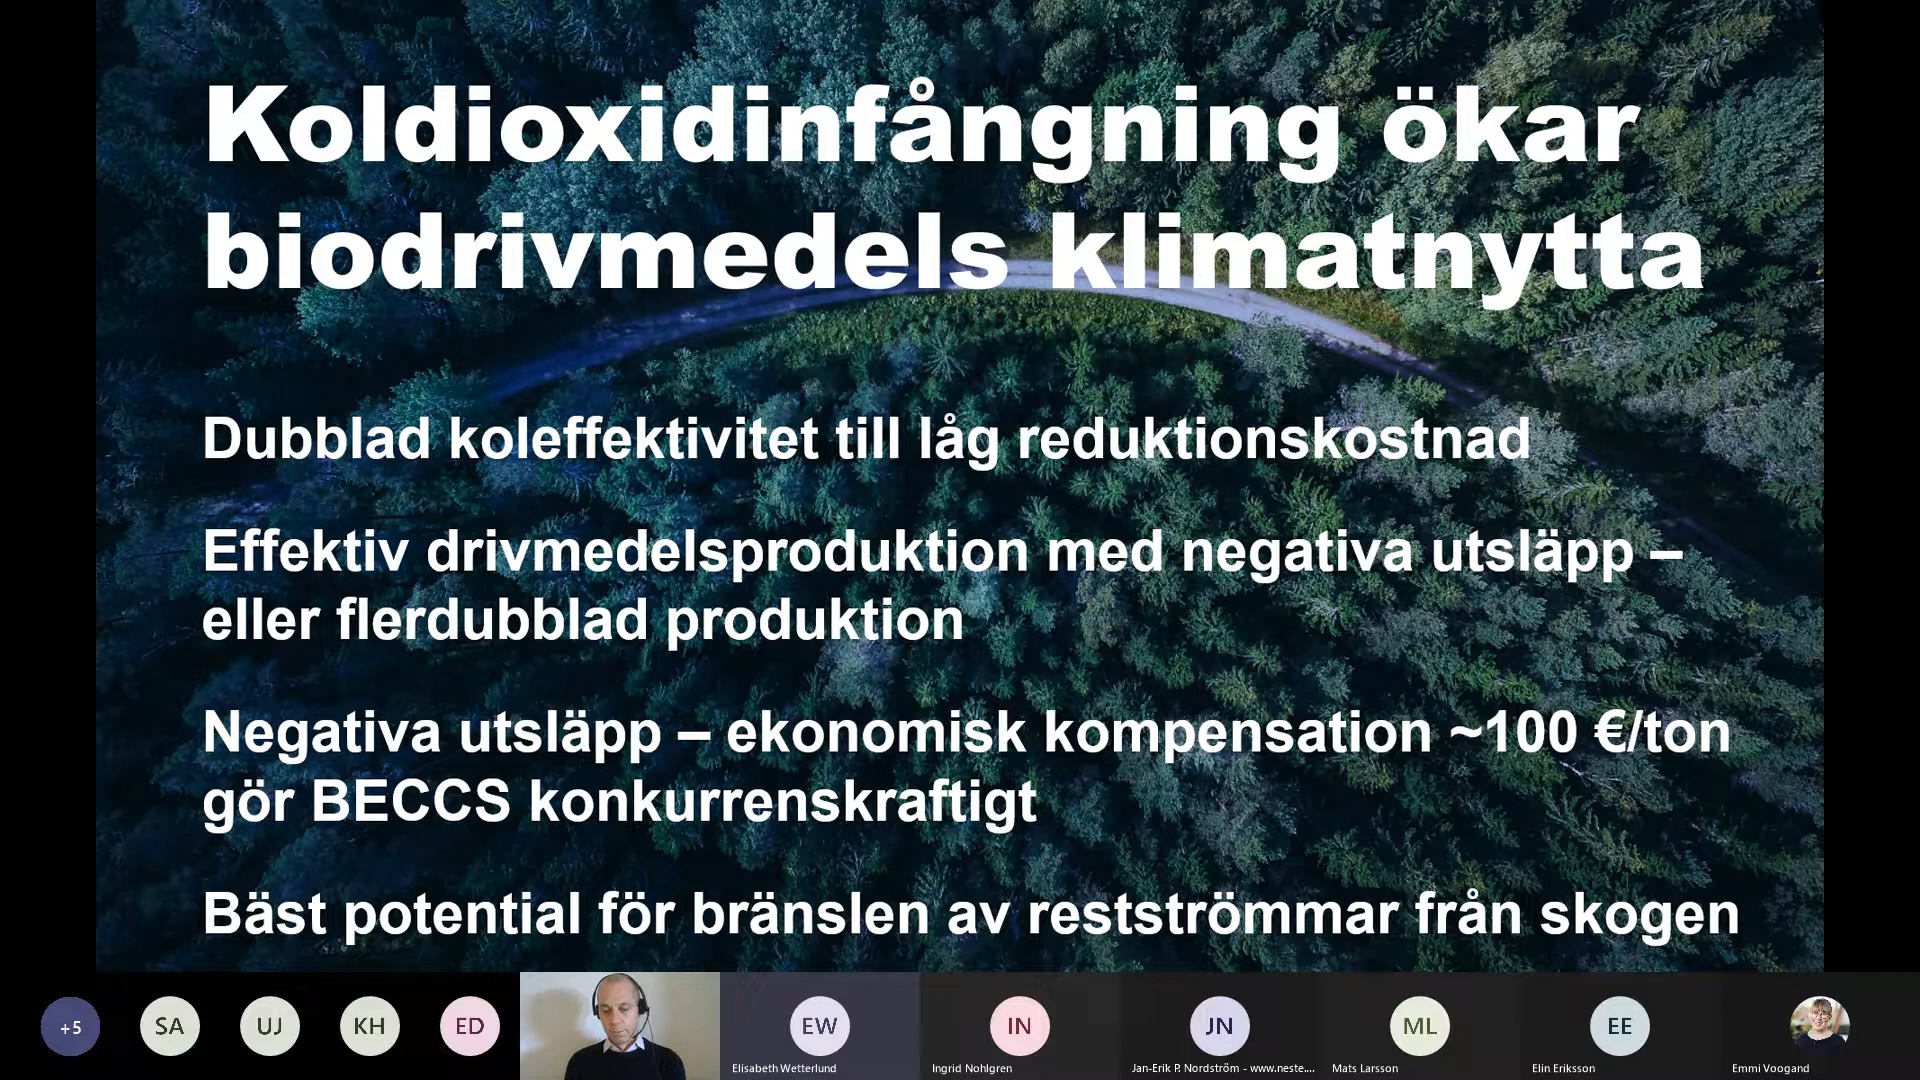 Koldioxidinfångning ökar
biodrivmedels klimatnytta
Dubblad koleffektivitet till låg reduktionskostnad
Effektiv drivmedelsproduktion med negativa utsläpp –
eller flerdubblad produktion
Negativa utsläpp – ekonomisk kompensation ~100 €/ton
gör BECCS konkurrenskraftigt
Bäst potential för bränslen av restströmmar från skogen
+5
SA
UJ
KH
ED
EW
IN
JN
ML
EE
Elisabeth Wetterlund
Ingrid Nohlgren
Jan-Erik P. Nordström - www.neste....
Mats Larsson
Elin Eriksson
Emmi Voogand